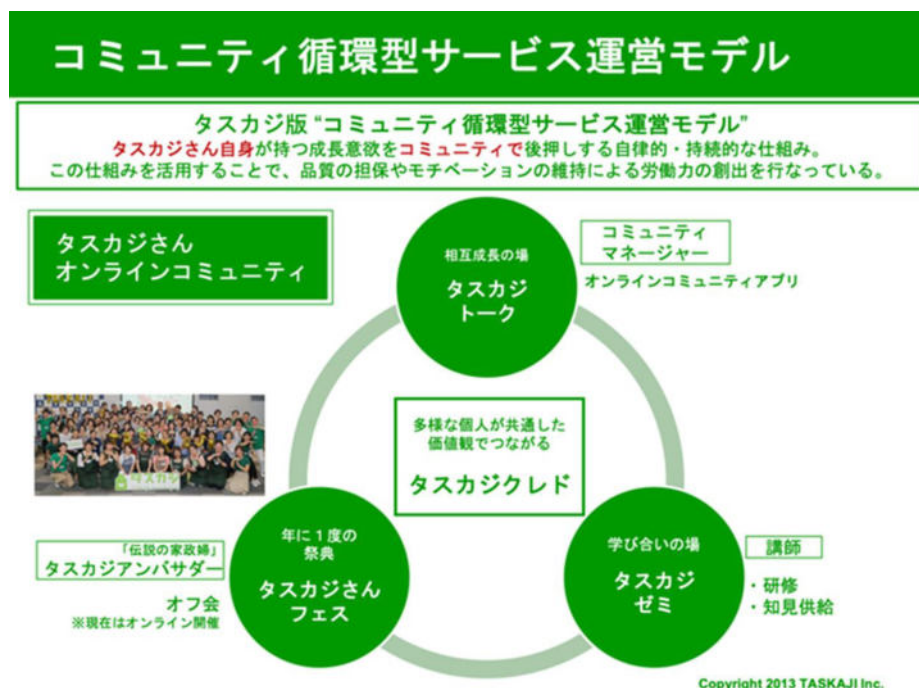 コミュニティ循環型サービス運営モデル
タスカジ版 “コミュニティ循環型サービス運営モデル”
タスカジさん自身が持つ成長意欲をコミュニティで後押しする自律的・持続的な仕組み。
この仕組みを活用することで、品質の担保やモチベーションの維持による労働力の創出を行なっている。
タスカジさん
オンラインコミュニティ
相互成長の場
タスカジ
トーク
コミュニティ
マネージャー
オンラインコミュニティアプリ
多様な個人が共通した
価値観でつながる
タスカジクレド
タスカジ
「伝説の家政婦」
タスカジアンバサダー
オフ会
※現在はオンライン開催
年に1度の
祭典
タスカジさん
フェス
学び合いの場
タスカジ
ゼミ
講師
・研修
・知見供給
Copyright 2013 TASKAJI Inc.